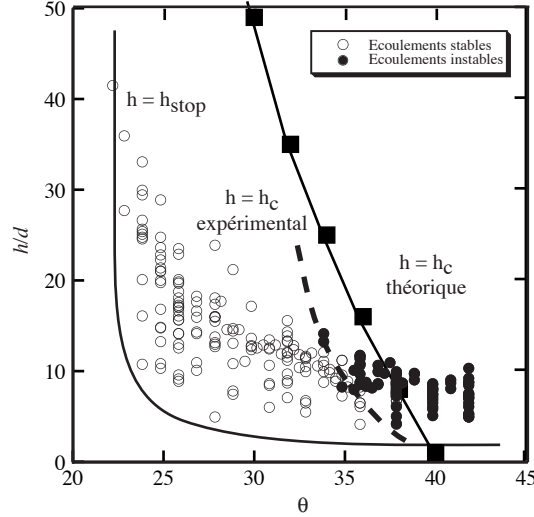 50
40
30
20
10
0
h/d
20
25
30
35
40
45
θ
Ecoulements stables
Ecoulements instables
h = hstop
h = hc
expérimental
h = hc
théorique